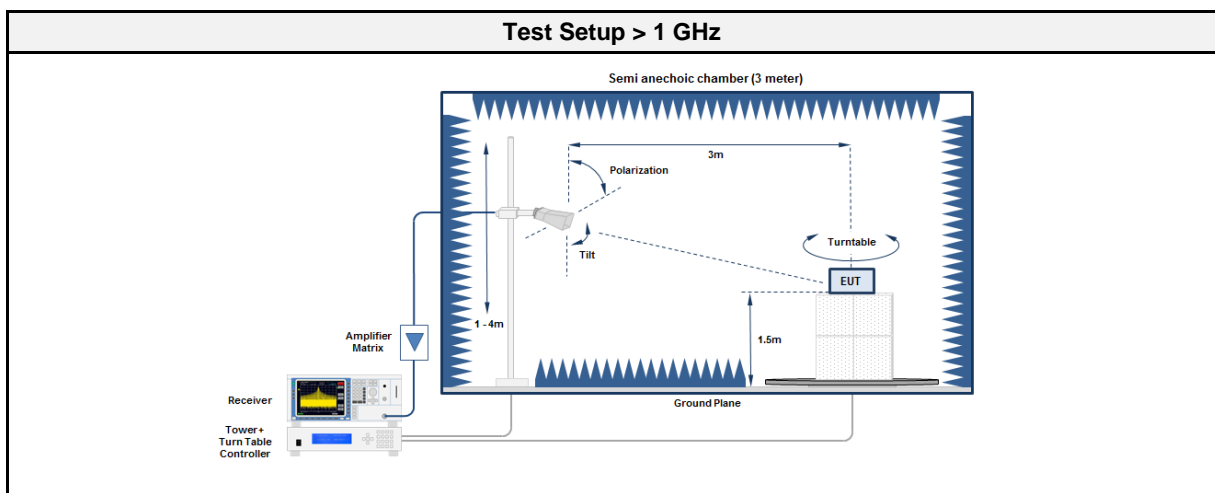 Test Setup > 1 GHz
Semi anechoic chamber (3 meter)
3m
Polarization
Turntable
Tilt
EUT
1 - 4m
1.5m
Amplifier
Matrix
Ground Plane
Receiver
Tower+
Turn Table
Controller